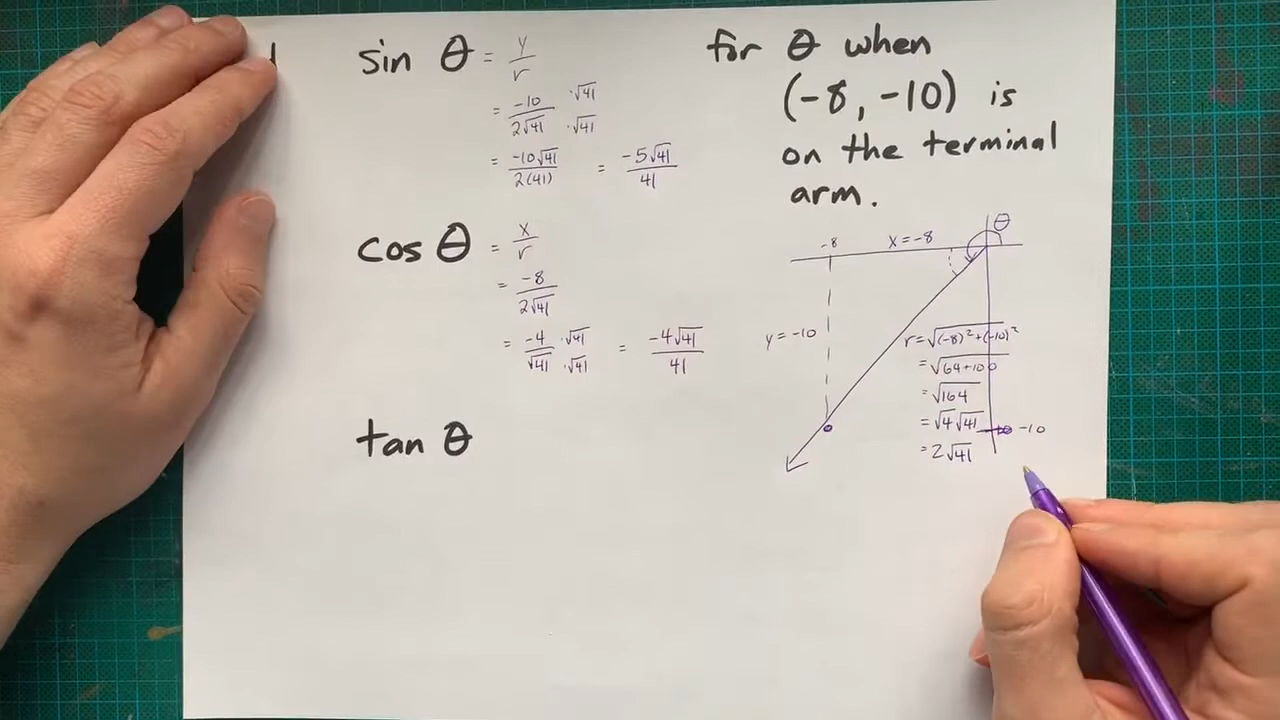 sin θ = y/r
= -10/2√41 ·√41/·√41
= -10√41/2(41) = -5√41/41
cos θ = x/r
= -8/2√41
= -4/√41 ·√41/·√41 = -4√41/41
tan θ
for θ when
(-8, -10) is
on the terminal
arm.
θ
-8 x=-8
y = -10
r=√(-8)²+(-10)²
=√64+100
=√164
=√4√41
=2√41
-10